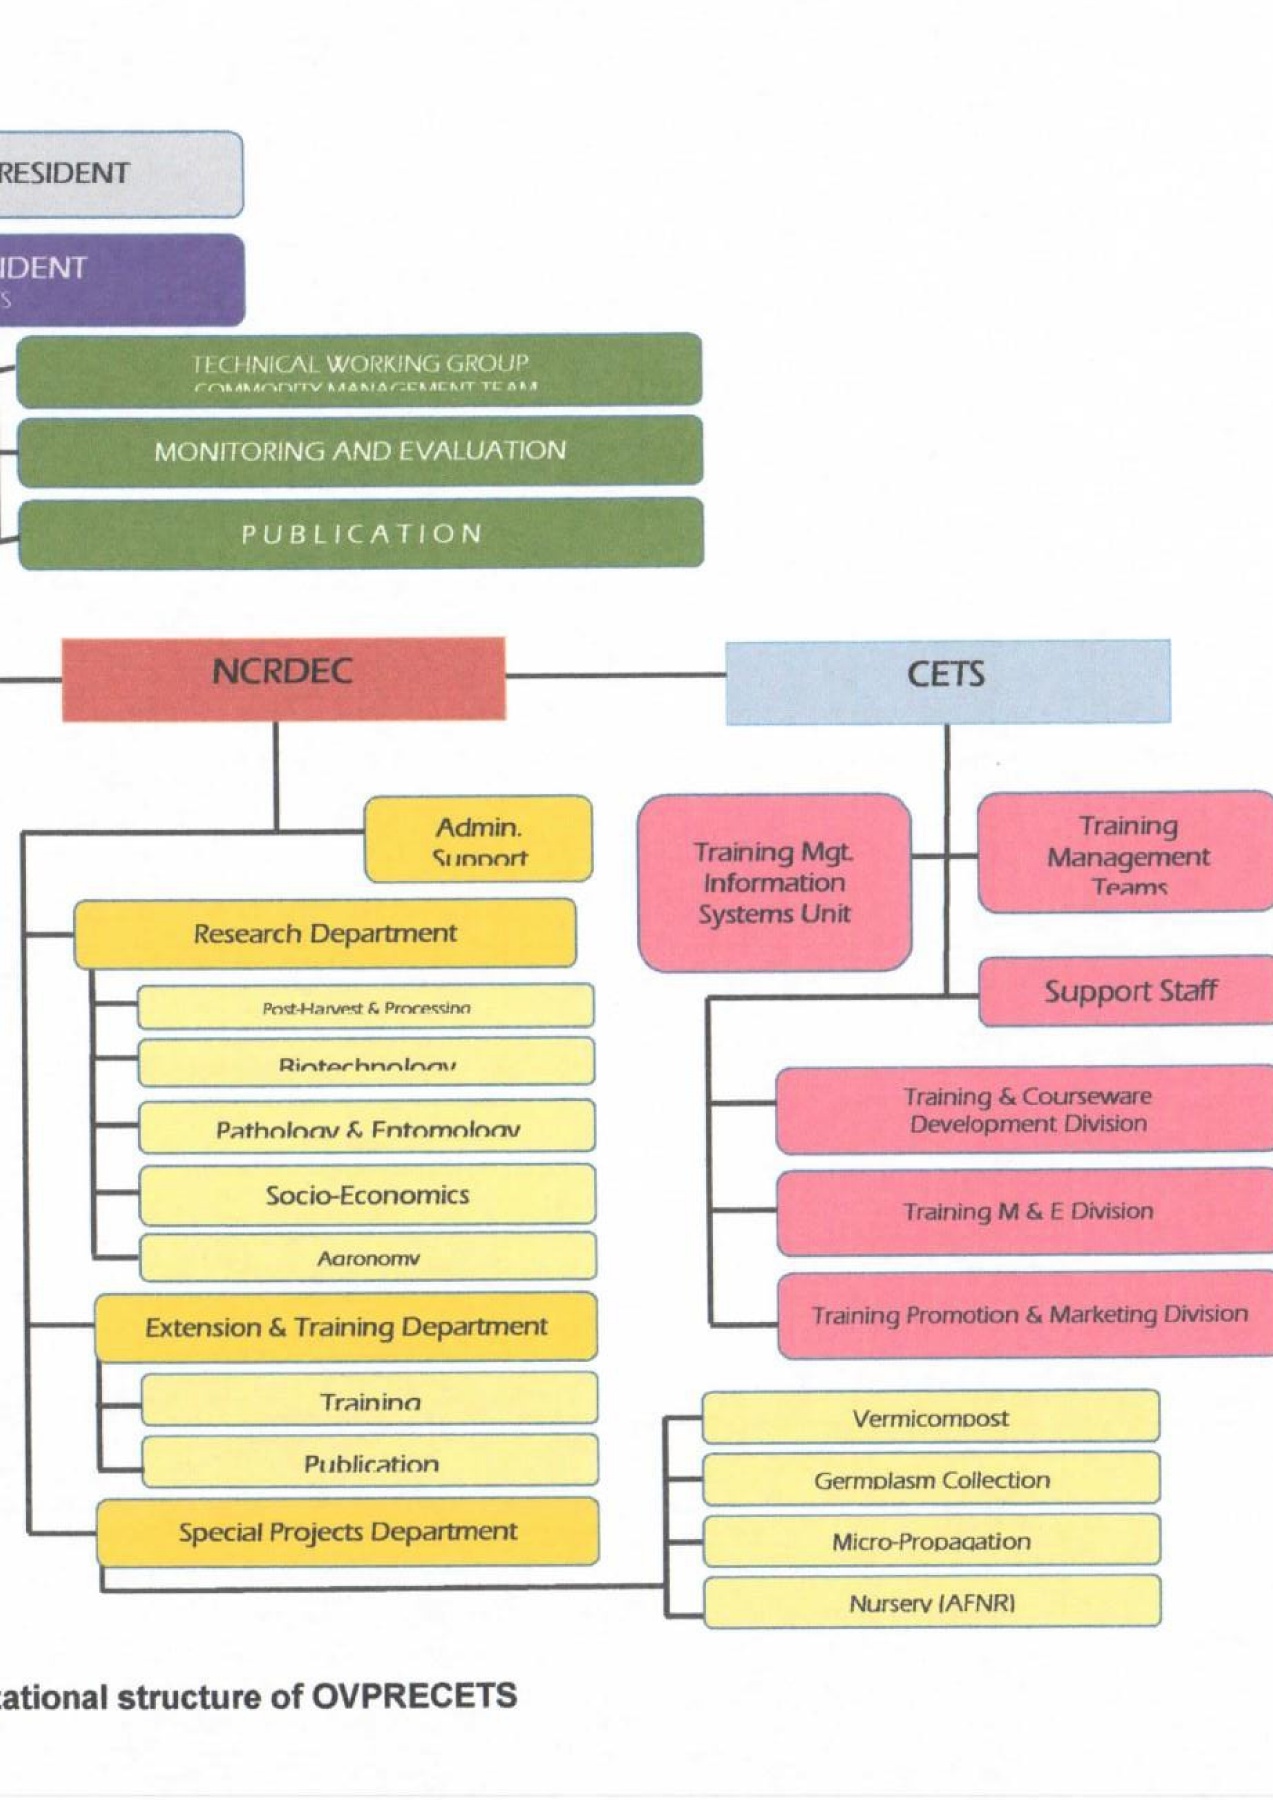 RESIDENT
IDENT
S
TECHNICAL WORKING GROUP
COMMODITY MANAGEMENT TEAM
MONITORING AND EVALUATION
PUBLICATION
NCRDEC
CETS
Admin.
Support
Training Mgt.
Information
Systems Unit
Training
Management
Teams
Research Department
Support Staff
Post-Harvest & Processing
Biotechnology
Pathology & Entomology
Socio-Economics
Agronomy
Training & Courseware
Development Division
Training M & E Division
Training Promotion & Marketing Division
Extension & Training Department
Training
Publication
Special Projects Department
Vermicompost
Germplasm Collection
Micro-Propagation
Nursery (AFNR)
zational structure of OVPRECETS